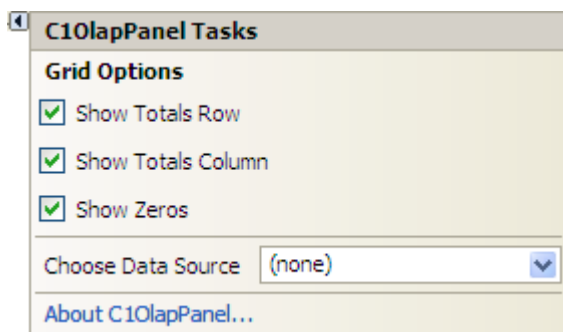 C1OlapPanel Tasks
Grid Options
Show Totals Row
Show Totals Column
Show Zeros
Choose Data Source (none)
About C1OlapPanel...